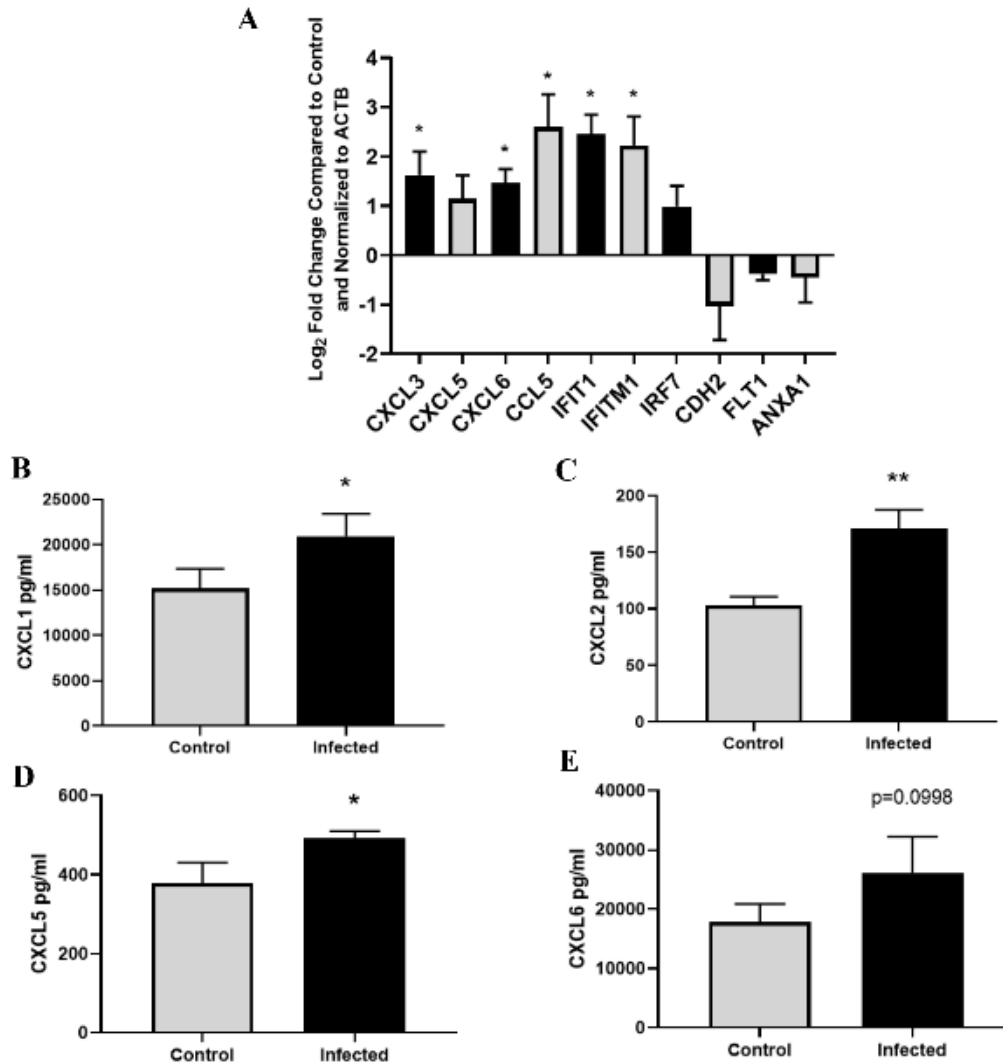 A
Log2 Fold Change Compared to Control
and Normalized to ACTB
4
3
2
1
0
-1
-2
* * * * *
CXCL3 CXCL5 CXCL6 CCL5 IFIT1 IFITM1 IRF7 CDH2 FLT1 ANXA1
B
CXCL1 pg/ml
25000
20000
15000
10000
5000
0
*
Control Infected
C
CXCL2 pg/ml
200
150
100
50
0
**
Control Infected
D
CXCL5 pg/ml
600
400
200
0
*
Control Infected
E
CXCL6 pg/ml
40000
30000
20000
10000
0
p=0.0998
Control Infected